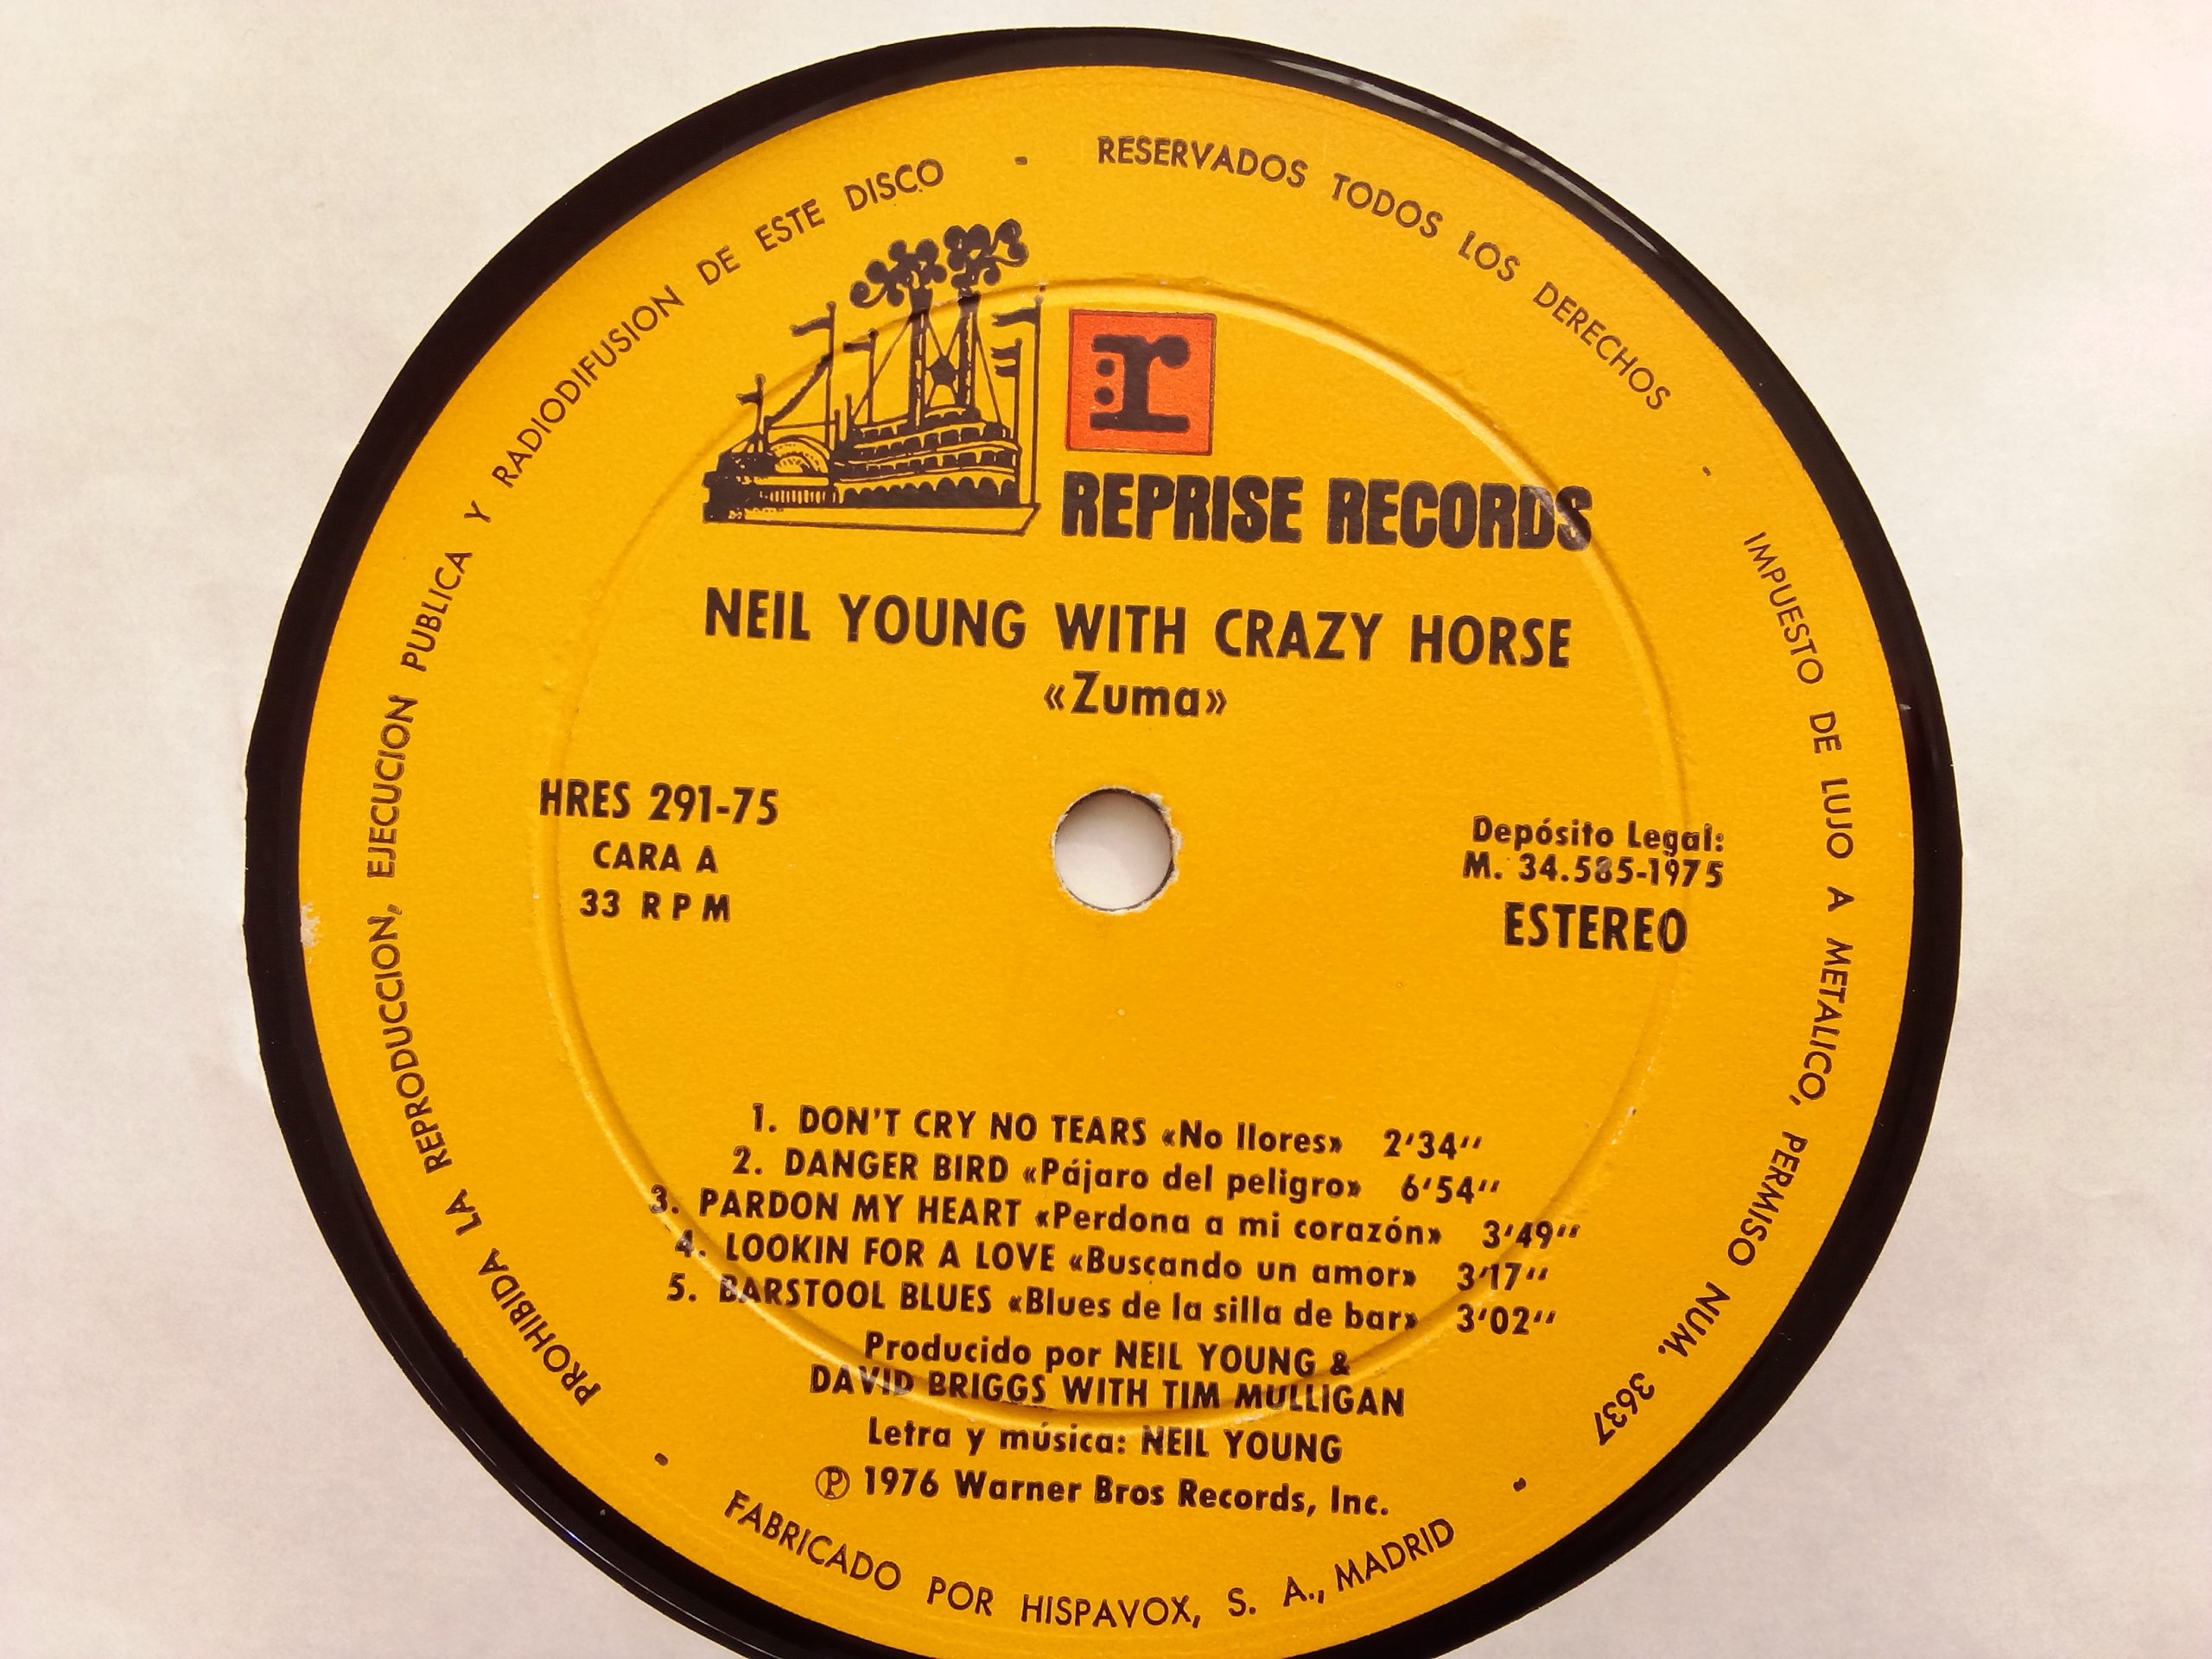 PROHIBIDA LA REPRODUCCION, EJECUCION PUBLICA Y RADIODIFUSION DE ESTE DISCO - RESERVADOS TODOS LOS DERECHOS - IMPUESTO DE LUJO A METALICO, PERMISO NUM. 3637
r
REPRISE RECORDS
NEIL YOUNG WITH CRAZY HORSE
«Zuma»
HRES 291-75
CARA A
33 RPM
Depósito Legal:
M. 34.585-1975
ESTEREO
1. DON'T CRY NO TEARS «No llores» 2'34''
2. DANGER BIRD «Pájaro del peligro» 6'54''
3. PARDON MY HEART «Perdona a mi corazón» 3'49''
4. LOOKIN FOR A LOVE «Buscando un amor» 3'17''
5. BARSTOOL BLUES «Blues de la silla de bar» 3'02''
Producido por NEIL YOUNG &
DAVID BRIGGS WITH TIM MULLIGAN
Letra y música: NEIL YOUNG
℗ 1976 Warner Bros Records, Inc.
- FABRICADO POR HISPAVOX, S. A., MADRID -